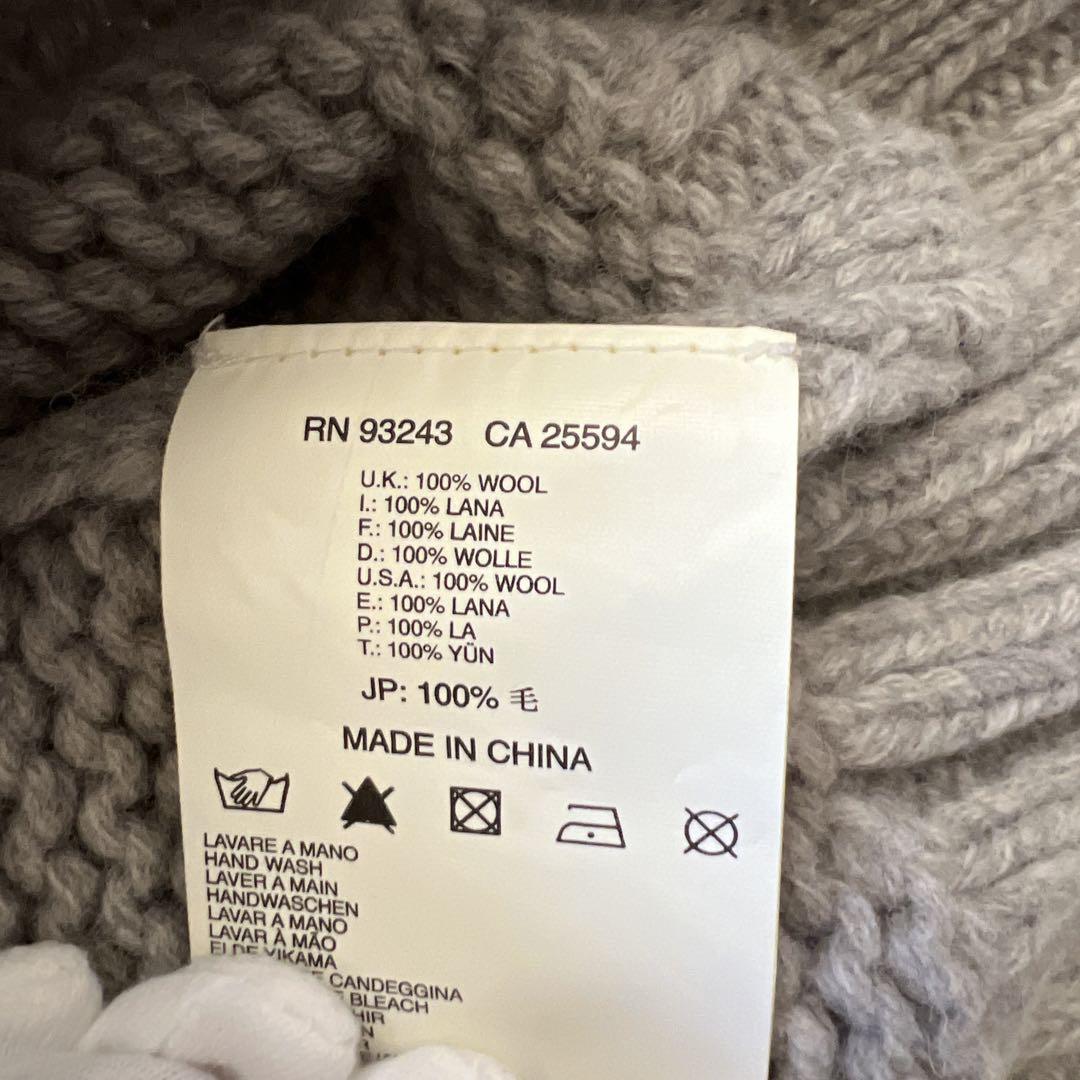 RN 93243 CA 25594
U.K.: 100% WOOL
I.: 100% LANA
F.: 100% LAINE
D.: 100% WOLLE
U.S.A.: 100% WOOL
E.: 100% LANA
P.: 100% LA
T.: 100% YÜN
JP: 100% 毛
MADE IN CHINA
LAVARE A MANO
HAND WASH
LAVER A MAIN
HANDWASCHEN
LAVAR A MANO
LAVAR À MÃO
ELDE YIKAMA
CANDEGGINA
BLEACH